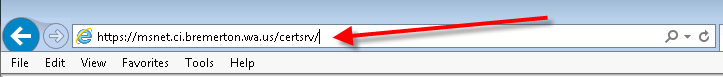 https://msnet.ci.bremerton.wa.us/certsrv/
File Edit View Favorites Tools Help